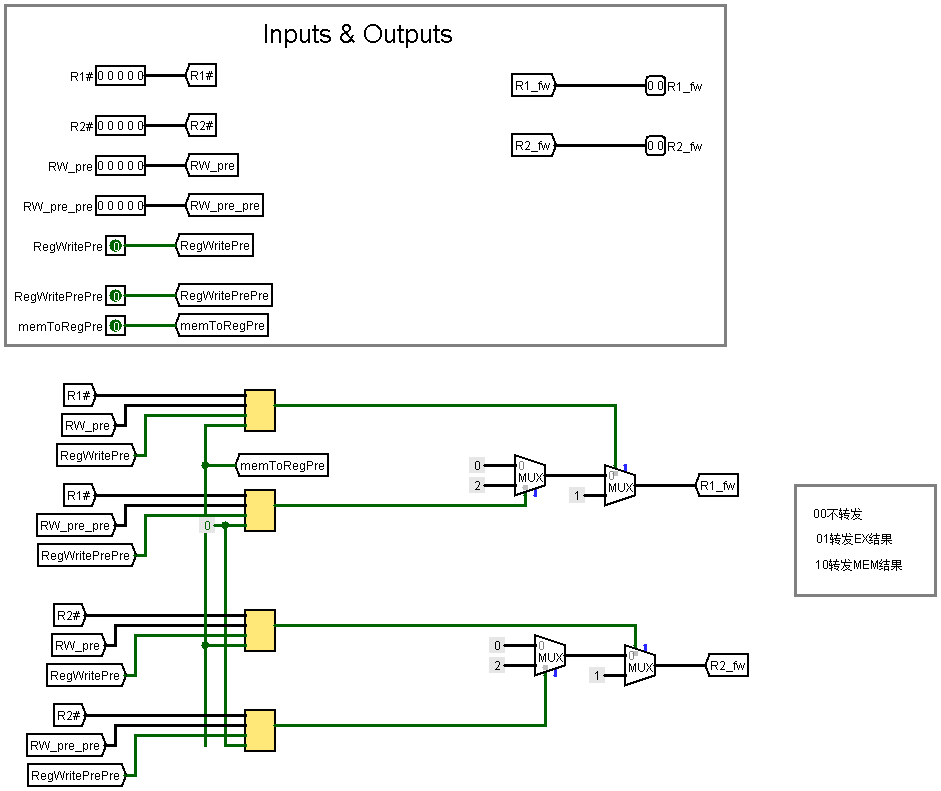 Inputs & Outputs
R1# 0 0 0 0 0 R1#
R1_fw 0 0 R1_fw
R2# 0 0 0 0 0 R2#
R2_fw 0 0 R2_fw
RW_pre 0 0 0 0 0 RW_pre
RW_pre_pre 0 0 0 0 0 RW_pre_pre
RegWritePre 0 RegWritePre
RegWritePrePre 0 RegWritePrePre
memToRegPre 0 memToRegPre
R1#
RW_pre
RegWritePre
memToRegPre
0 0
2 MUX
0
1 MUX
R1_fw
R1#
RW_pre_pre
0
RegWritePrePre
00不转发
01转发EX结果
10转发MEM结果
R2#
RW_pre
RegWritePre
0 0
2 MUX
0
1 MUX
R2_fw
R2#
RW_pre_pre
RegWritePrePre